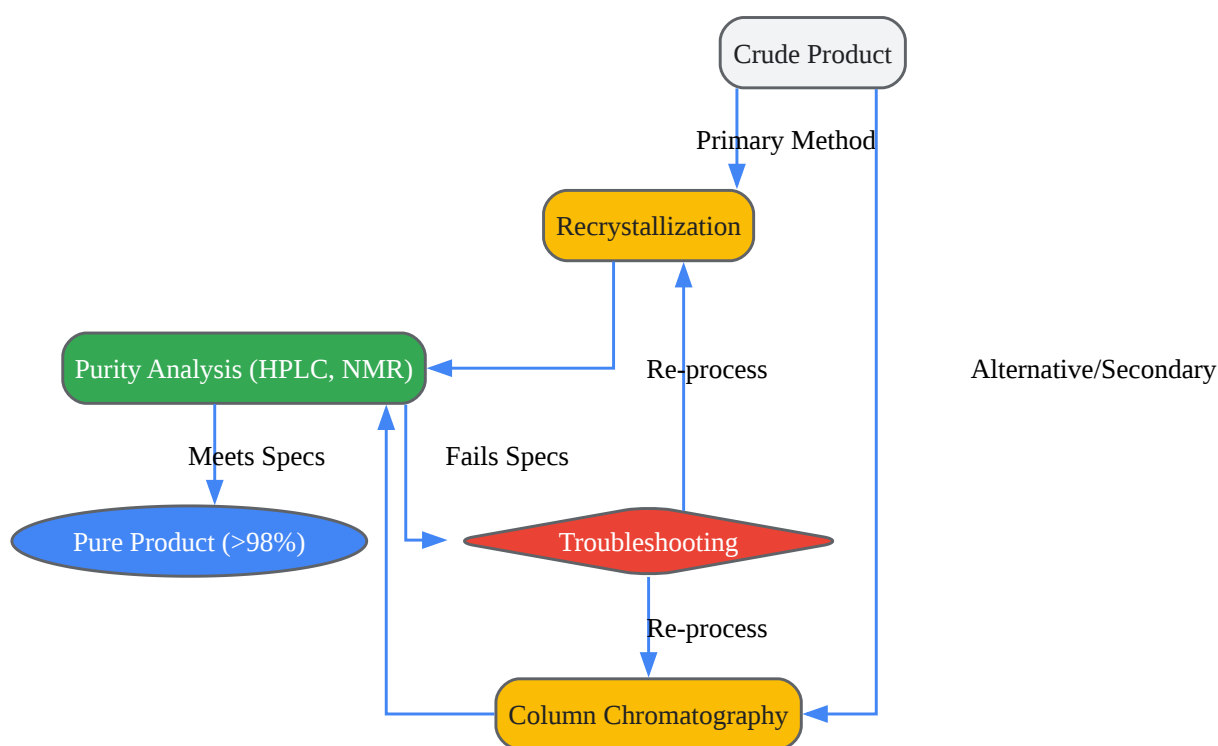 Crude Product
Primary Method
Recrystallization
Purity Analysis (HPLC, NMR)
Re-process
Alternative/Secondary
Meets Specs
Fails Specs
Pure Product (>98%)
Troubleshooting
Re-process
Column Chromatography